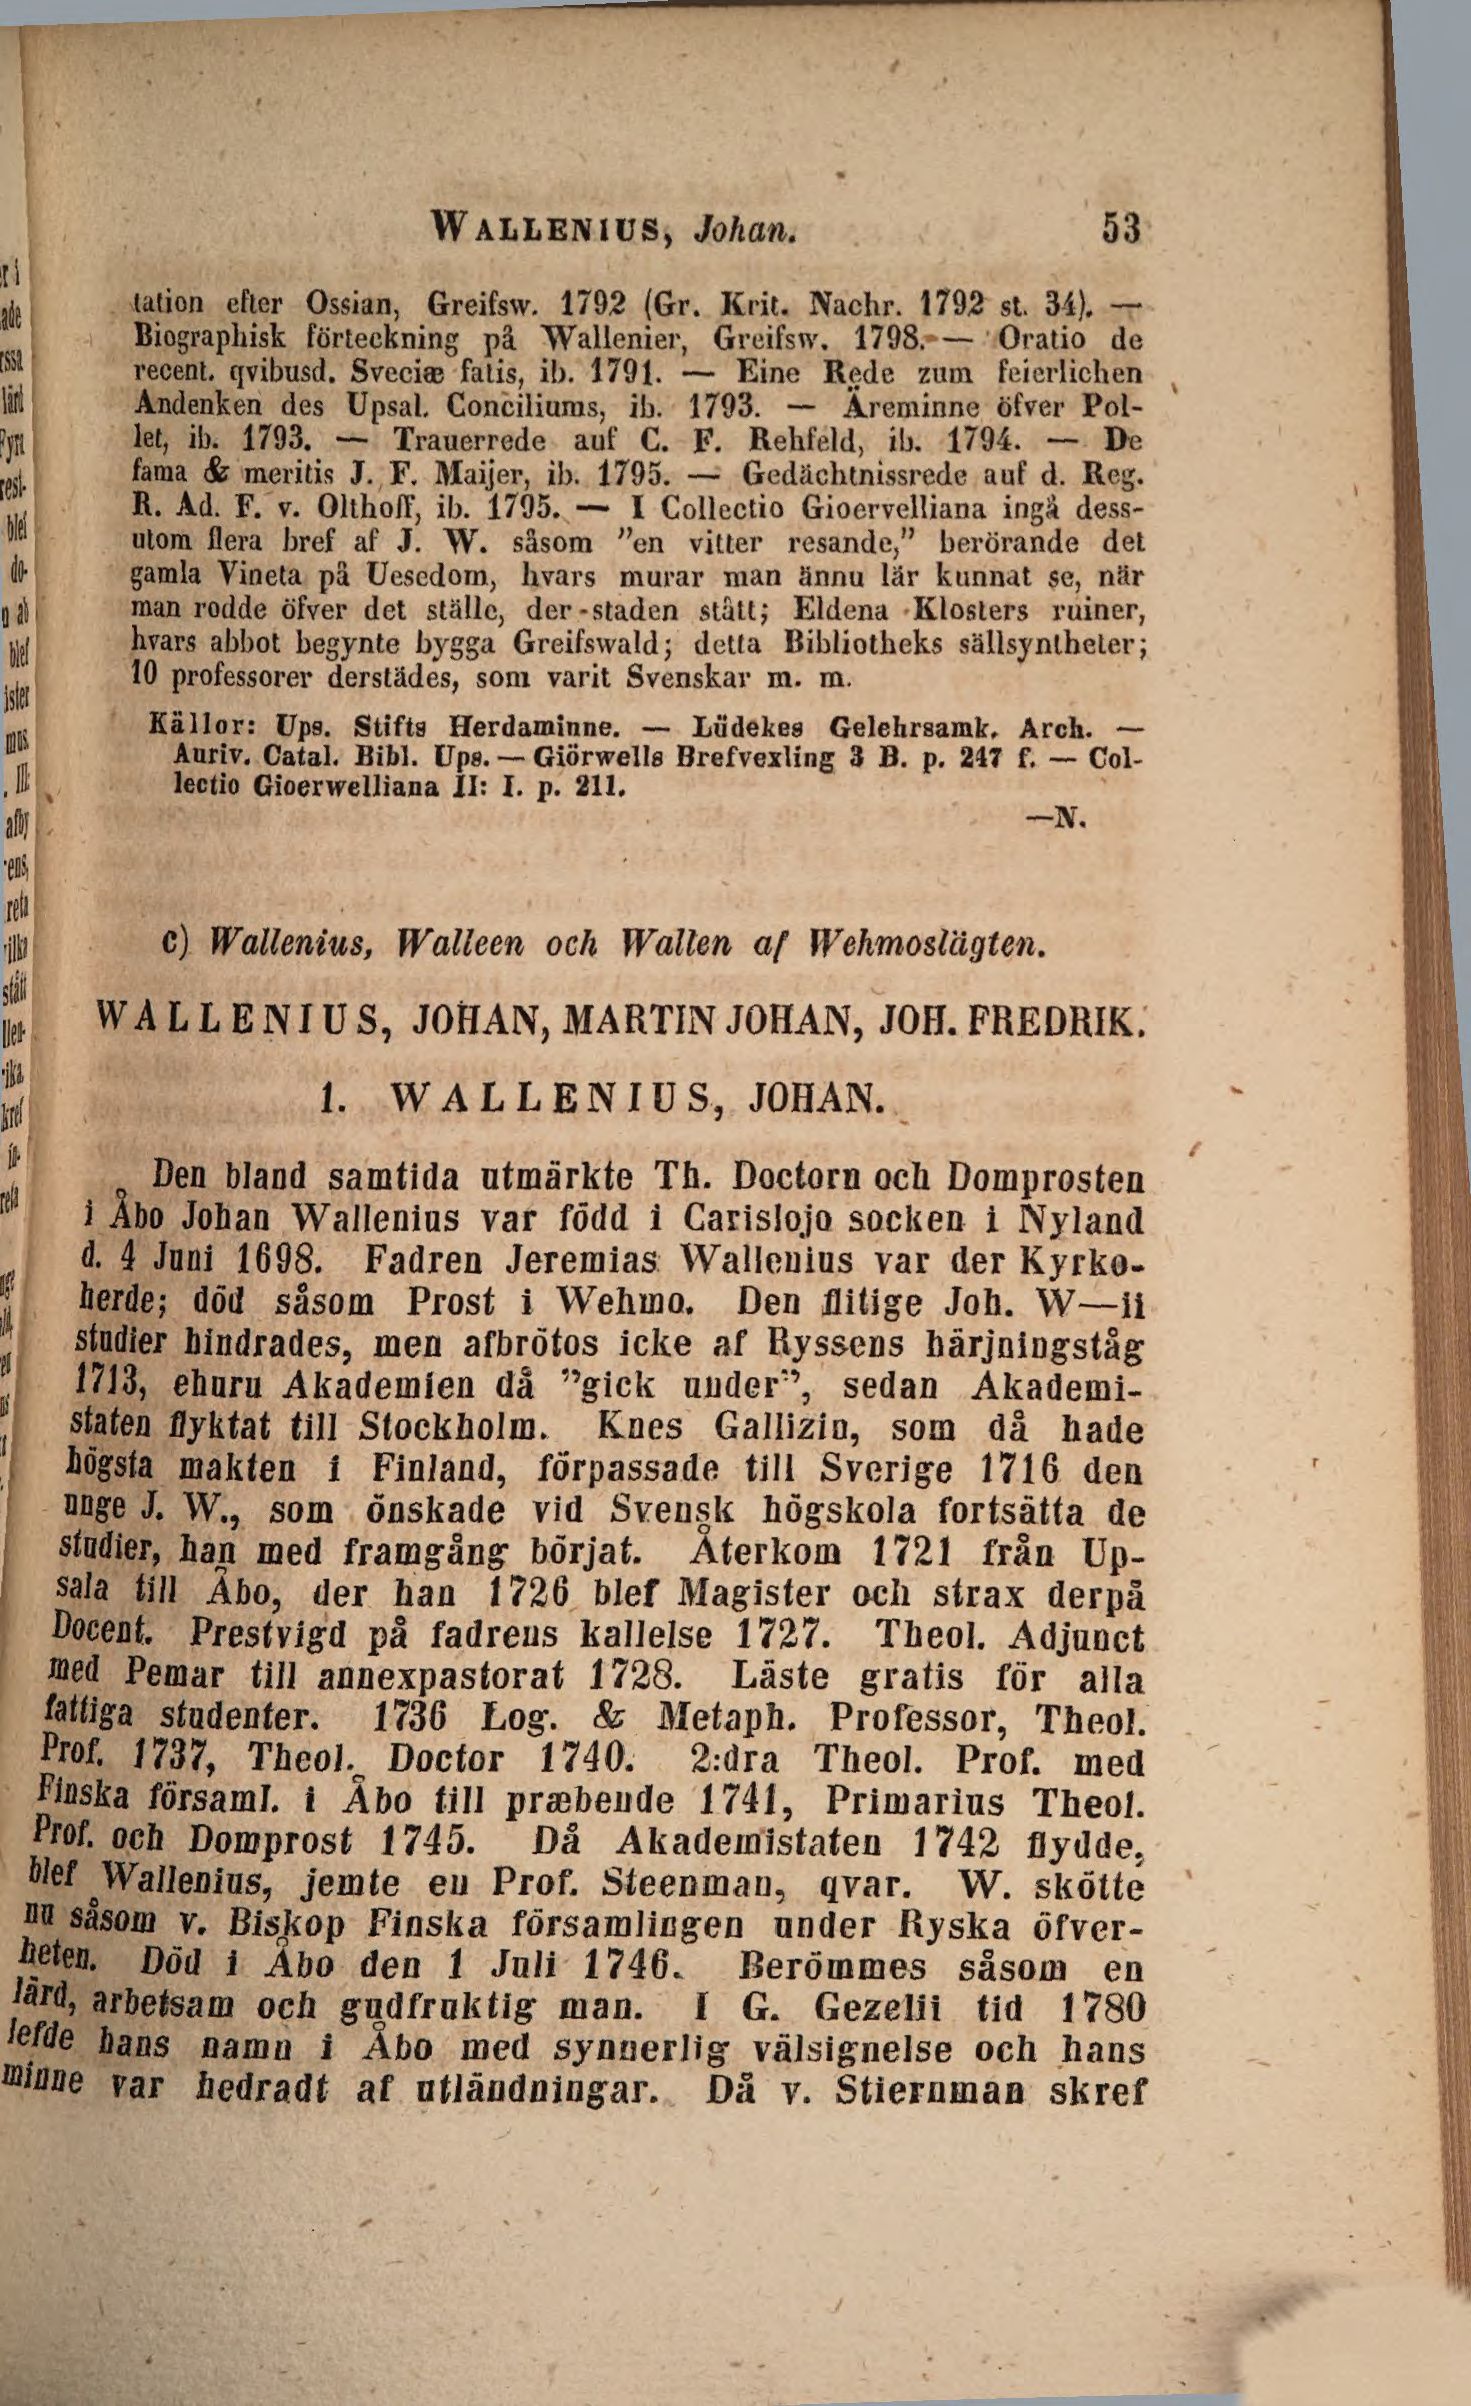 WALLENIUS, Johan. 53
tation efter Ossian, Greifsw. 1792 (Gr. Krit. Nachr. 1792 st. 34). —
Biographisk förteckning på Wallenier, Greifsw. 1798. — Oratio de
recent. qvibusd. Sveciæ fatis, ib. 1791. — Eine Rede zum feierlichen
Andenken des Upsal. Conciliums, ib. 1793. — Äreminne öfver Pol-
let, ib. 1793. — Trauerrede auf C. F. Rehfeld, ib. 1794. — De
fama & meritis J. F. Maijer, ib. 1795. — Gedächtnissrede auf d. Reg.
R. Ad. F. v. Olthoff, ib. 1795. — I Collectio Gioervelliana ingå dess-
utom flera bref af J. W. såsom ”en vitter resande,” berörande det
gamla Vineta på Uesedom, hvars murar man ännu lär kunnat se, när
man rodde öfver det ställe, der staden stått; Eldena Klosters ruiner,
hvars abbot begynte bygga Greifswald; detta Bibliotheks sällsyntheter;
10 professorer derstädes, som varit Svenskar m. m.
Källor: Ups. Stifts Herdaminne. — Lüdekes Gelehrsamk. Arch. —
Auriv. Catal. Bibl. Ups. — Giörwells Brefvexling 3 B. p. 247 f. — Col-
lectio Gioerwelliana II: I. p. 211.
—N.
c) Wallenius, Walleen och Wallen af Wehmoslägten.
WALLENIUS, JOHAN, MARTIN JOHAN, JOH. FREDRIK.
1. WALLENIUS, JOHAN.
Den bland samtida utmärkte Th. Doctorn och Domprosten
i Åbo Johan Wallenius var född i Carislojo socken i Nyland
d. 4 Juni 1698. Fadren Jeremias Wallenius var der Kyrko-
herde; död såsom Prost i Wehmo. Den flitige Joh. W—ii
studier hindrades, men afbrötos icke af Ryssens härjningståg
1713, ehuru Akademien då ”gick under”, sedan Akademi-
staten flyktat till Stockholm. Knes Gallizin, som då hade
högsta makten i Finland, förpassade till Sverige 1716 den
unge J. W., som önskade vid Svensk högskola fortsätta de
studier, han med framgång börjat. Återkom 1721 från Up-
sala till Åbo, der han 1726 blef Magister och strax derpå
Docent. Prestvigd på fadrens kallelse 1727. Theol. Adjunct
med Pemar till annexpastorat 1728. Läste gratis för alla
fattiga studenter. 1736 Log. & Metaph. Professor, Theol.
Prof. 1737, Theol. Doctor 1740. 2:dra Theol. Prof. med
Finska församl. i Åbo till præbende 1741, Primarius Theol.
Prof. och Domprost 1745. Då Akademistaten 1742 flydde,
blef Wallenius, jemte en Prof. Steenman, qvar. W. skötte
nu såsom v. Biskop Finska församlingen under Ryska öfver-
heten. Död i Åbo den 1 Juli 1746. Berömmes såsom en
lärd, arbetsam och gudfruktig man. I G. Gezelii tid 1780
lefde hans namn i Åbo med synnerlig välsignelse och hans
minne var hedradt af utländningar. Då v. Stiernman skref